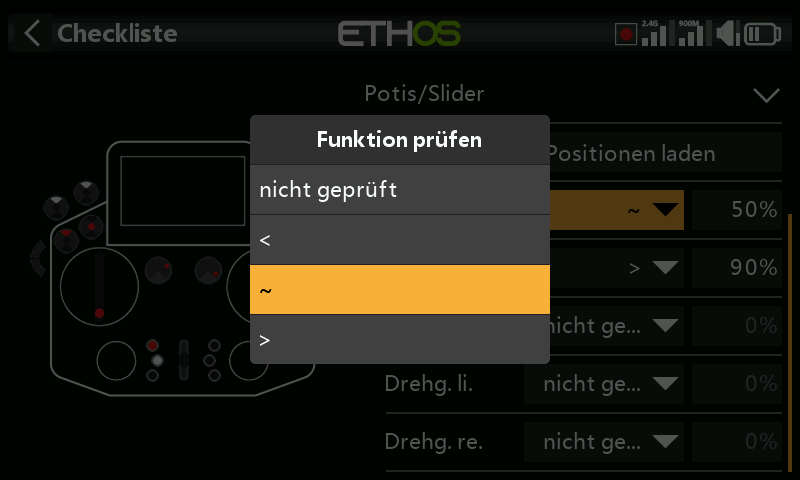 Checkliste
ETHOS
2.4G
900M
Potis/Slider
Funktion prüfen
nicht geprüft
<
~
>
Positionen laden
~
50%
>
90%
nicht ge...
0%
Drehg. li.
nicht ge...
0%
Drehg. re.
nicht ge...
0%